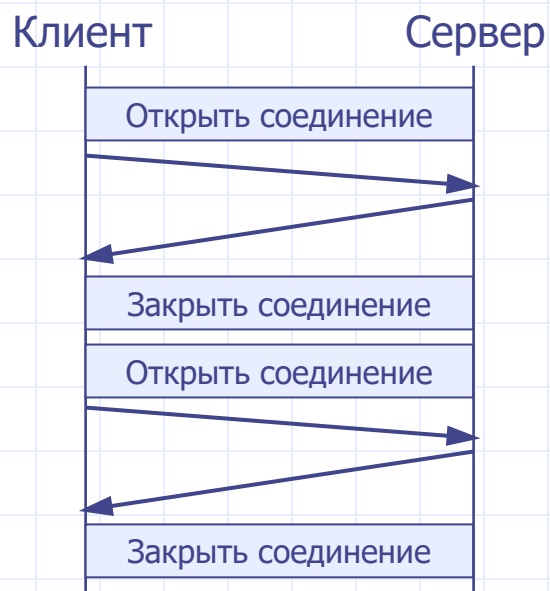 Клиент
Сервер
Открыть соединение
Закрыть соединение
Открыть соединение
Закрыть соединение